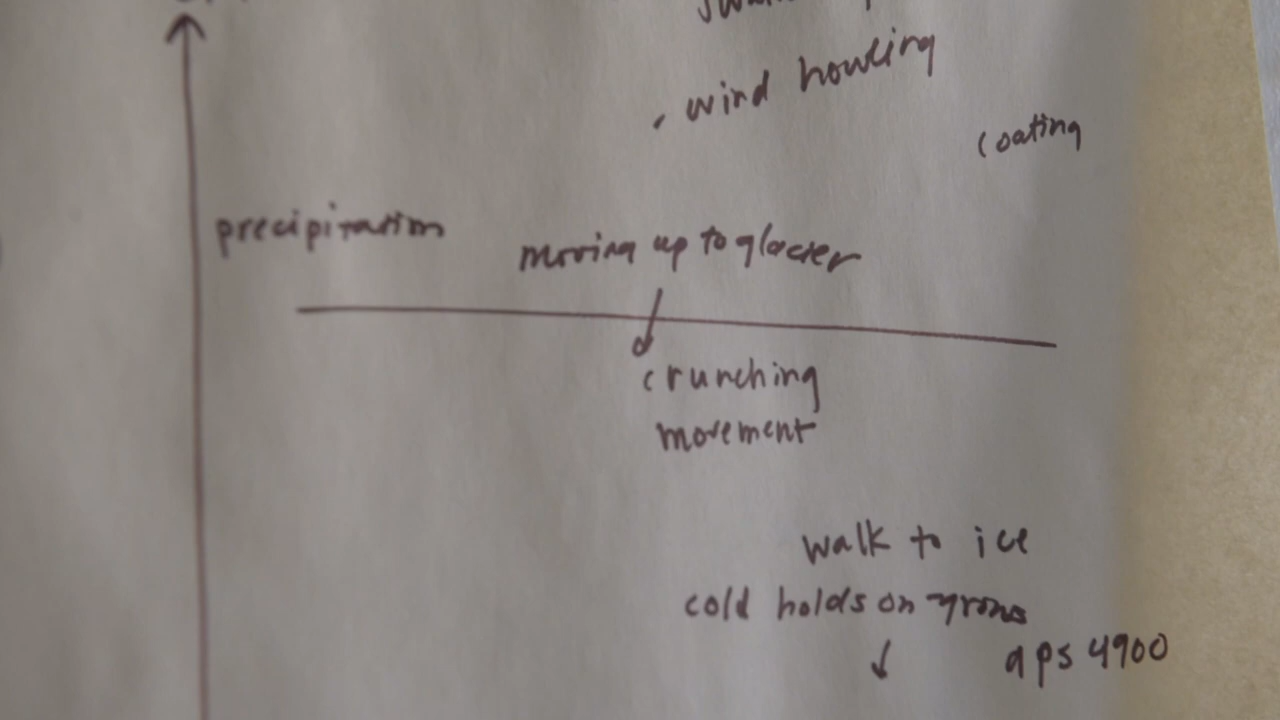 wind howling
coating
precipitation
moving up to glacier
crunching
movement
walk to ice
cold holds on
aps 4900